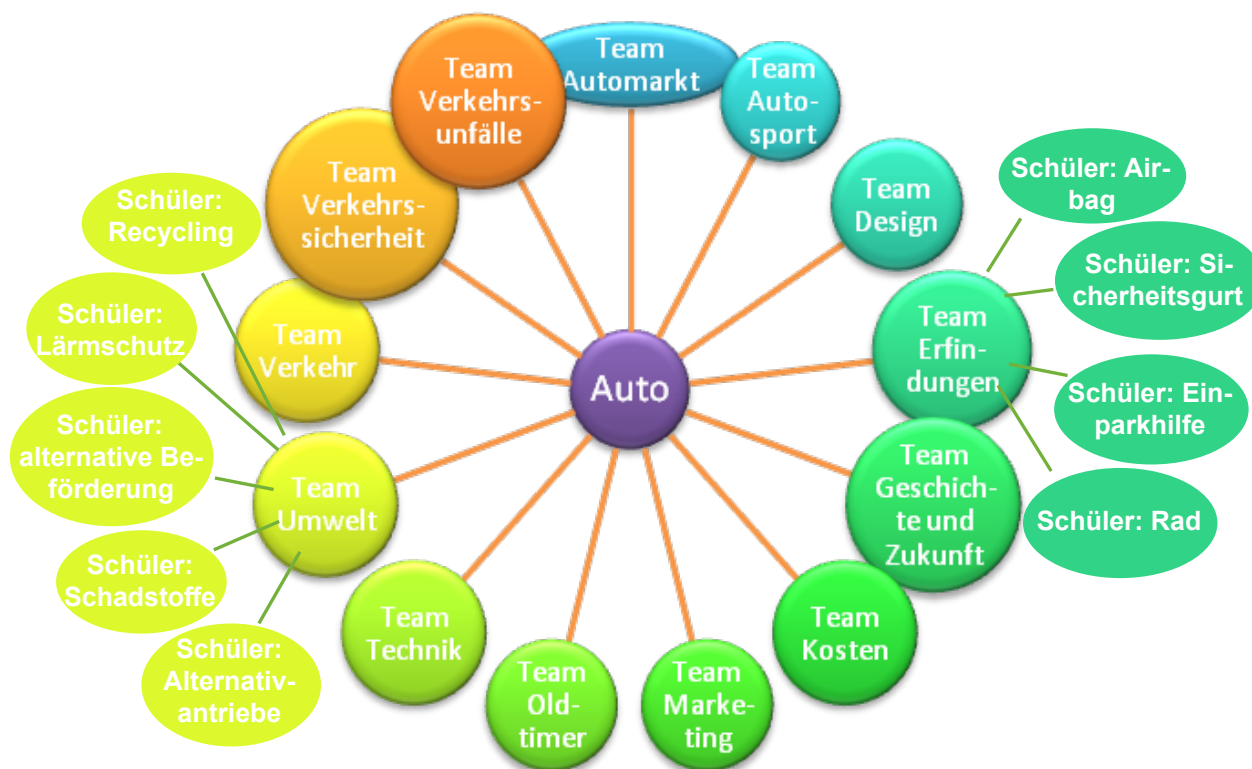 Team
Automarkt
Team
Auto-
sport
Team
Design
Team
Erfin-
dungen
Schüler: Air-
bag
Schüler: Si-
cherheitsgurt
Schüler: Ein-
parkhilfe
Schüler: Rad
Team
Geschich-
te und
Zukunft
Team
Kosten
Team
Marke-
ting
Team
Old-
timer
Team
Technik
Team
Umwelt
Schüler:
Recycling
Schüler:
Lärmschutz
Schüler:
alternative Be-
förderung
Schüler:
Schadstoffe
Schüler:
Alternativ-
antriebe
Team
Verkehr
Team
Verkehrs-
sicherheit
Team
Verkehrs-
unfälle
Auto